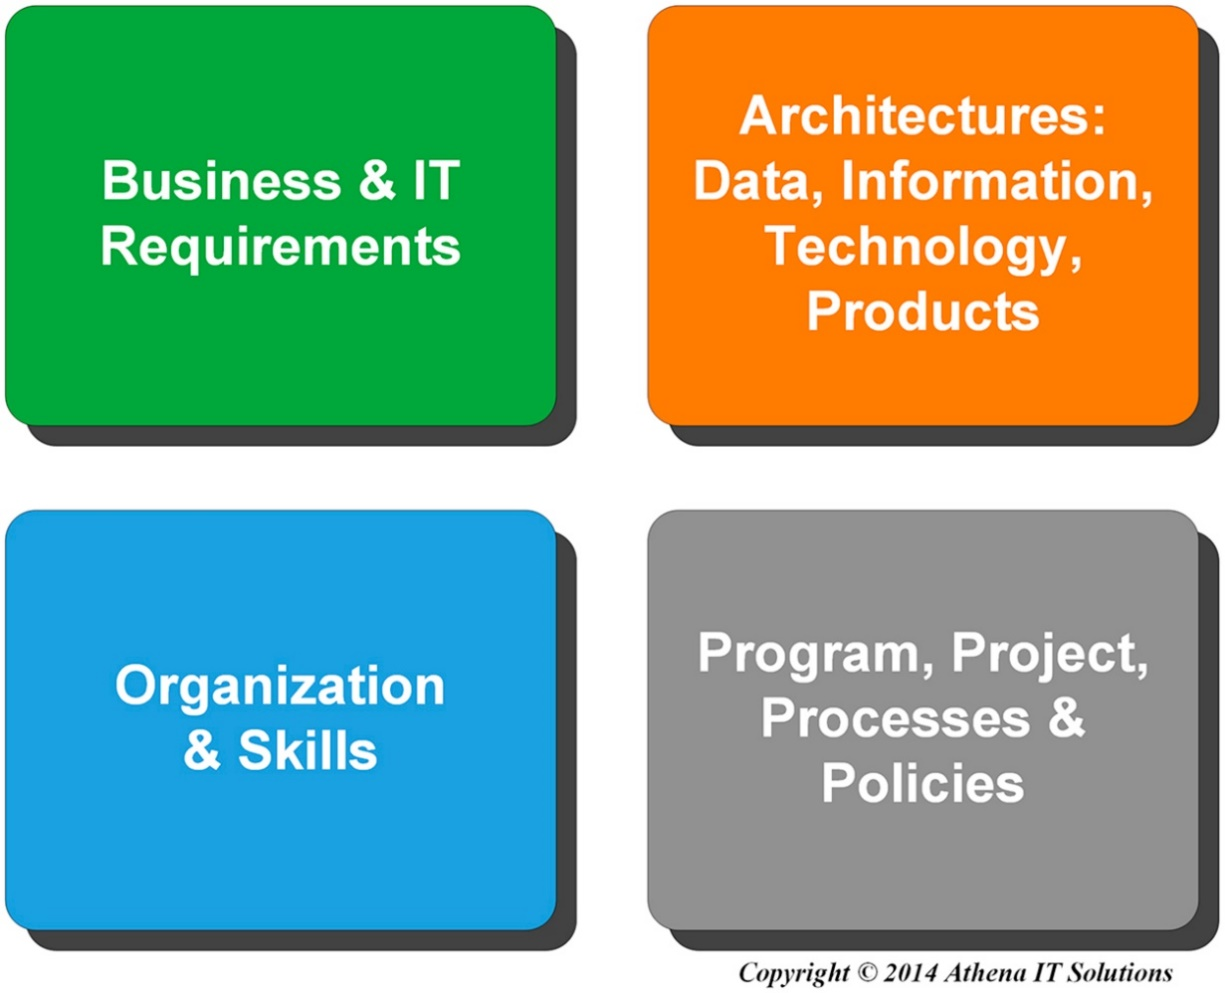 Business & IT
Requirements
Architectures:
Data, Information,
Technology,
Products
Organization
& Skills
Program, Project,
Processes &
Policies
Copyright © 2014 Athena IT Solutions